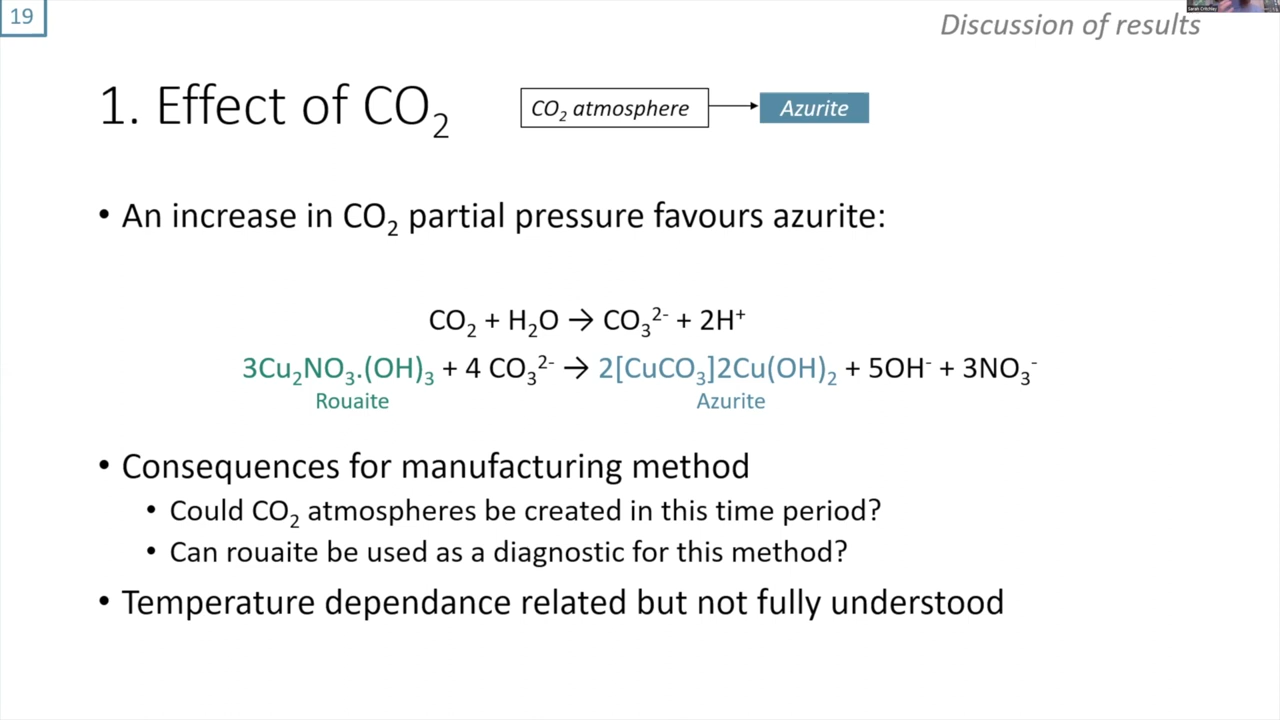 19
Discussion of results
1. Effect of CO₂
CO₂ atmosphere
Azurite
• An increase in CO₂ partial pressure favours azurite:
CO₂ + H₂O → CO₃²⁻ + 2H⁺
3Cu₂NO₃.(OH)₃ + 4 CO₃²⁻ → 2[CuCO₃]2Cu(OH)₂ + 5OH⁻ + 3NO₃⁻
Rouaite
Azurite
• Consequences for manufacturing method
• Could CO₂ atmospheres be created in this time period?
• Can rouaite be used as a diagnostic for this method?
• Temperature dependance related but not fully understood